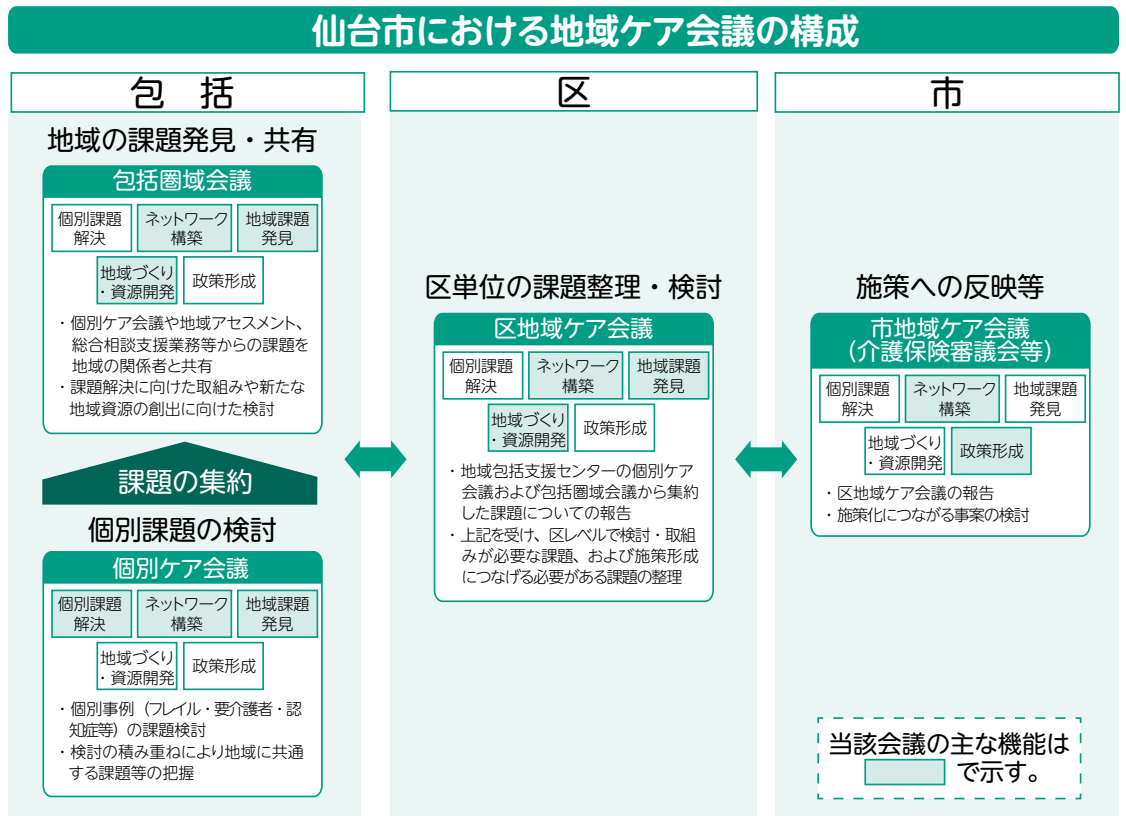 仙台市における地域ケア会議の構成
包 括
地域の課題発見・共有
包括圏域会議
個別課題
解決
ネットワーク
構築
地域課題
発見
地域づくり
・資源開発
政策形成
・個別ケア会議や地域アセスメント、
総合相談支援業務等からの課題を
地域の関係者と共有
・課題解決に向けた取組みや新たな
地域資源の創出に向けた検討
課題の集約
個別課題の検討
個別ケア会議
個別課題
解決
ネットワーク
構築
地域課題
発見
地域づくり
・資源開発
政策形成
・個別事例（フレイル・要介護者・認
知症等）の課題検討
・検討の積み重ねにより地域に共通
する課題等の把握
区
区単位の課題整理・検討
区地域ケア会議
個別課題
解決
ネットワーク
構築
地域課題
発見
地域づくり
・資源開発
政策形成
・地域包括支援センターの個別ケア
会議および包括圏域会議から集約
した課題についての報告
・上記を受け、区レベルで検討・取組
みが必要な課題、および施策形成
につなげる必要がある課題の整理
市
施策への反映等
市地域ケア会議
（介護保険審議会等）
個別課題
解決
ネットワーク
構築
地域課題
発見
地域づくり
・資源開発
政策形成
・区地域ケア会議の報告
・施策化につながる事案の検討
当該会議の主な機能は
で示す。